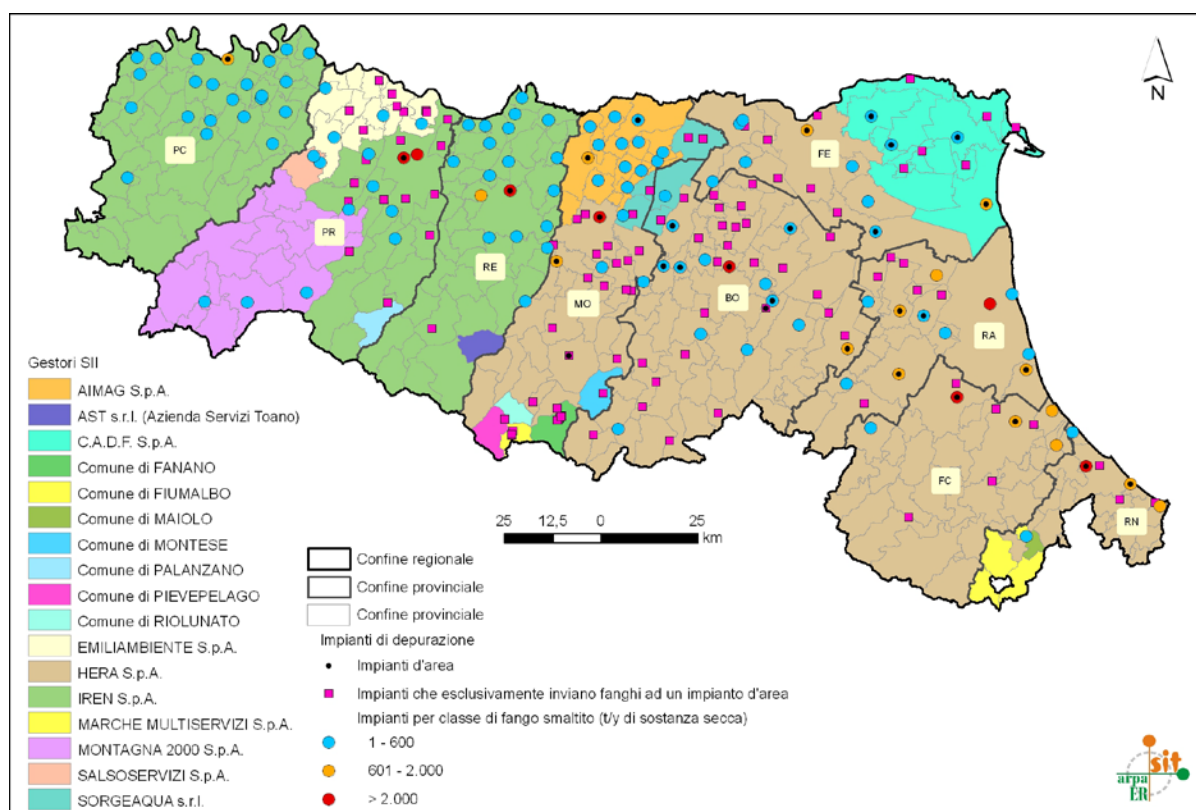 N
PC
FE
PR
RE
MO
BO
RA
FC
RN
Gestori SII
AIMAG S.p.A.
AST s.r.l. (Azienda Servizi Toano)
C.A.D.F. S.p.A.
Comune di FANANO
Comune di FIUMALBO
Comune di MAIOLO
Comune di MONTESE
Comune di PALANZANO
Comune di PIEVEPELAGO
Comune di RIOLUNATO
EMILIAMBIENTE S.p.A.
HERA S.p.A.
IREN S.p.A.
MARCHE MULTISERVIZI S.p.A.
MONTAGNA 2000 S.p.A.
SALSOSERVIZI S.p.A.
SORGEAQUA s.r.l.
25 12,5 0 25
km
Confine regionale
Confine provinciale
Confine provinciale
Impianti di depurazione
Impianti d'area
Impianti che esclusivamente inviano fanghi ad un impianto d'area
Impianti per classe di fango smaltito (t/y di sostanza secca)
1 - 600
601 - 2.000
> 2.000
sit
arpa
ER